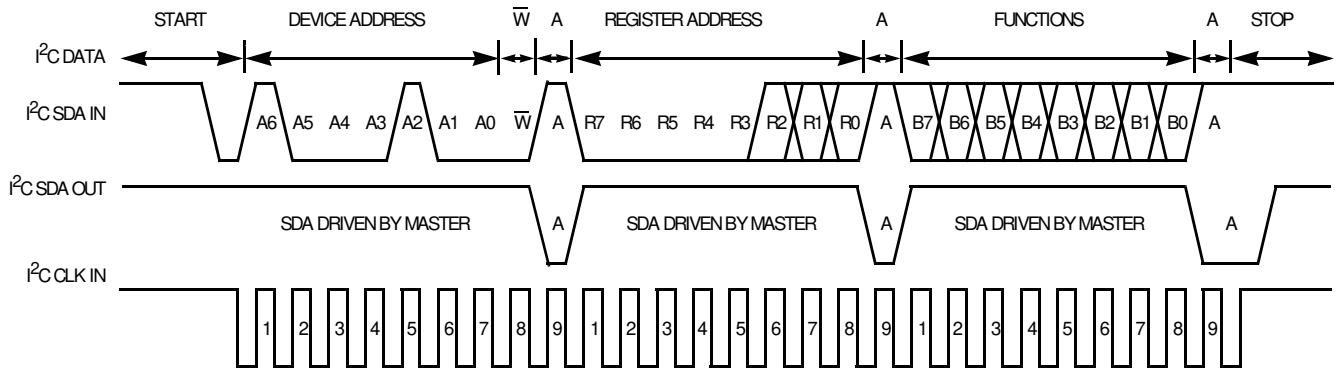 START DEVICE ADDRESS W̅ A REGISTER ADDRESS A FUNCTIONS A STOP
I²C DATA
I²C SDA IN A6 A5 A4 A3 A2 A1 A0 W̅ A R7 R6 R5 R4 R3 R2 R1 R0 A B7 B6 B5 B4 B3 B2 B1 B0 A
I²C SDA OUT
SDA DRIVEN BY MASTER A SDA DRIVEN BY MASTER A SDA DRIVEN BY MASTER A
I²C CLK IN
1 2 3 4 5 6 7 8 9 1 2 3 4 5 6 7 8 9 1 2 3 4 5 6 7 8 9